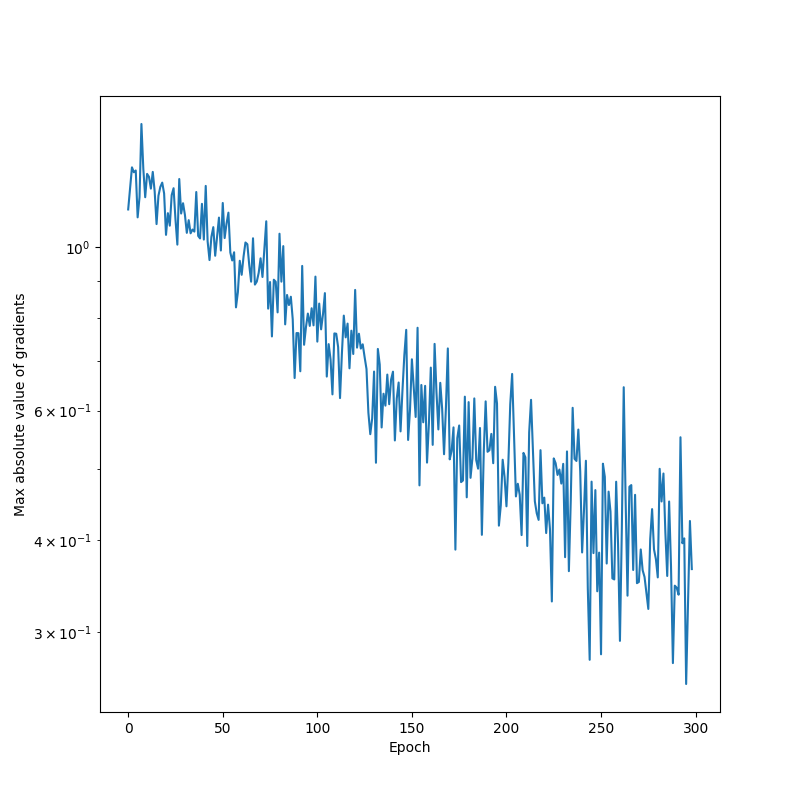 Max absolute value of gradients
10⁰
6 × 10⁻¹
4 × 10⁻¹
3 × 10⁻¹
0 50 100 150 200 250 300
Epoch